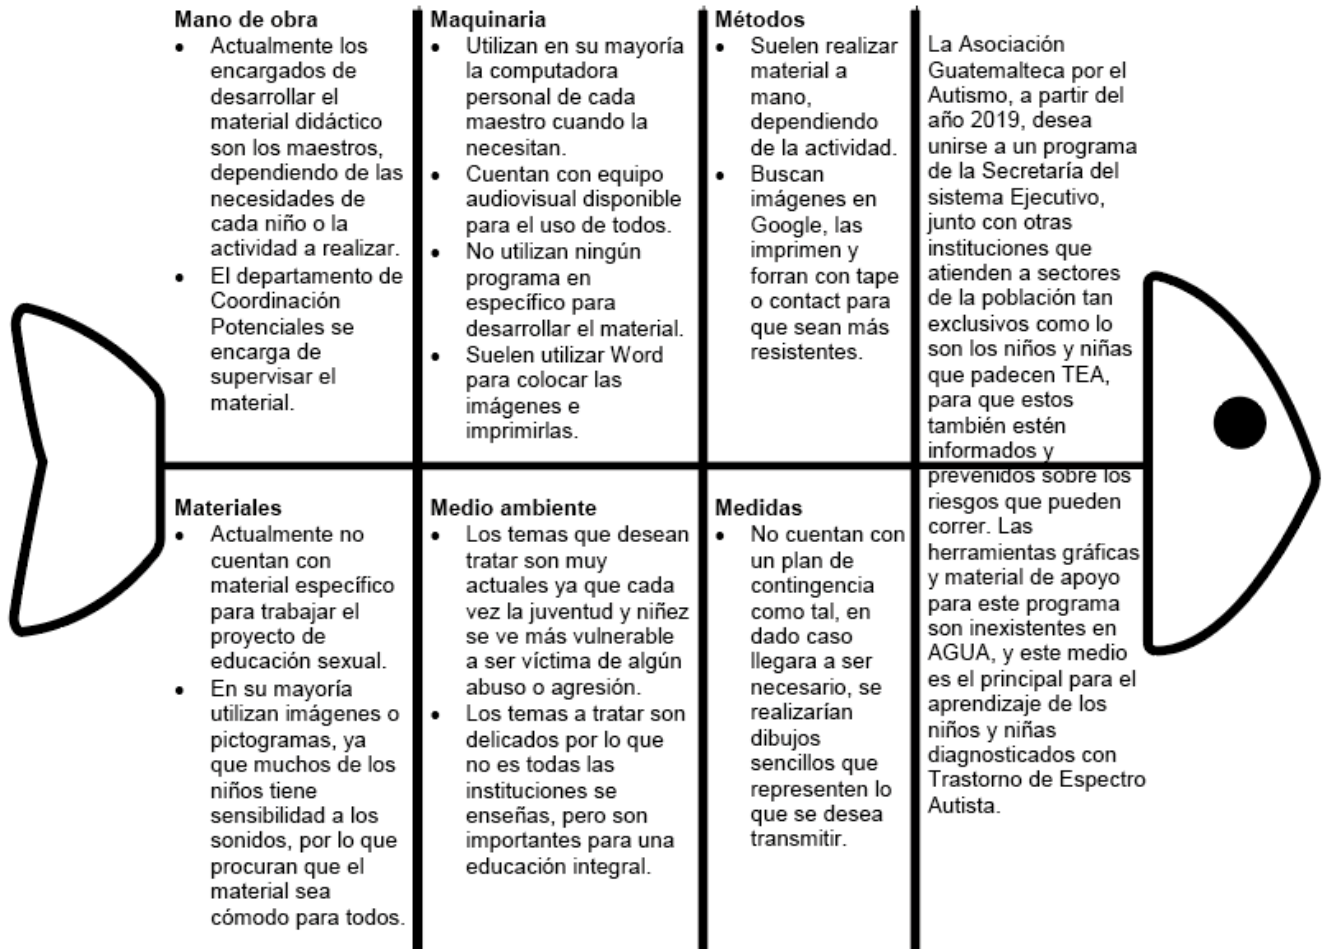 Mano de obra
• Actualmente los
encargados de
desarrollar el
material didáctico
son los maestros,
dependiendo de las
necesidades de
cada niño o la
actividad a realizar.
• El departamento de
Coordinación
Potenciales se
encarga de
supervisar el
material.
Maquinaria
• Utilizan en su mayoría
la computadora
personal de cada
maestro cuando la
necesitan.
• Cuentan con equipo
audiovisual disponible
para el uso de todos.
• No utilizan ningún
programa en
específico para
desarrollar el material.
• Suelen utilizar Word
para colocar las
imágenes e
imprimirlas.
Métodos
• Suelen realizar
material a
mano,
dependiendo
de la actividad.
• Buscan
imágenes en
Google, las
imprimen y
forran con tape
o contact para
que sean más
resistentes.
Materiales
• Actualmente no
cuentan con
material específico
para trabajar el
proyecto de
educación sexual.
• En su mayoría
utilizan imágenes o
pictogramas, ya
que muchos de los
niños tiene
sensibilidad a los
sonidos, por lo que
procuran que el
material sea
cómodo para todos.
Medio ambiente
• Los temas que desean
tratar son muy
actuales ya que cada
vez la juventud y niñez
se ve más vulnerable
a ser víctima de algún
abuso o agresión.
• Los temas a tratar son
delicados por lo que
no es todas las
instituciones se
enseñas, pero son
importantes para una
educación integral.
Medidas
• No cuentan con
un plan de
contingencia
como tal, en
dado caso
llegara a ser
necesario, se
realizarían
dibujos
sencillos que
representen lo
que se desea
transmitir.
La Asociación
Guatemalteca por el
Autismo, a partir del
año 2019, desea
unirse a un programa
de la Secretaría del
sistema Ejecutivo,
junto con otras
instituciones que
atienden a sectores
de la población tan
exclusivos como lo
son los niños y niñas
que padecen TEA,
para que estos
también estén
informados y
prevenidos sobre los
riesgos que pueden
correr. Las
herramientas gráficas
y material de apoyo
para este programa
son inexistentes en
AGUA, y este medio
es el principal para el
aprendizaje de los
niños y niñas
diagnosticados con
Trastorno de Espectro
Autista.